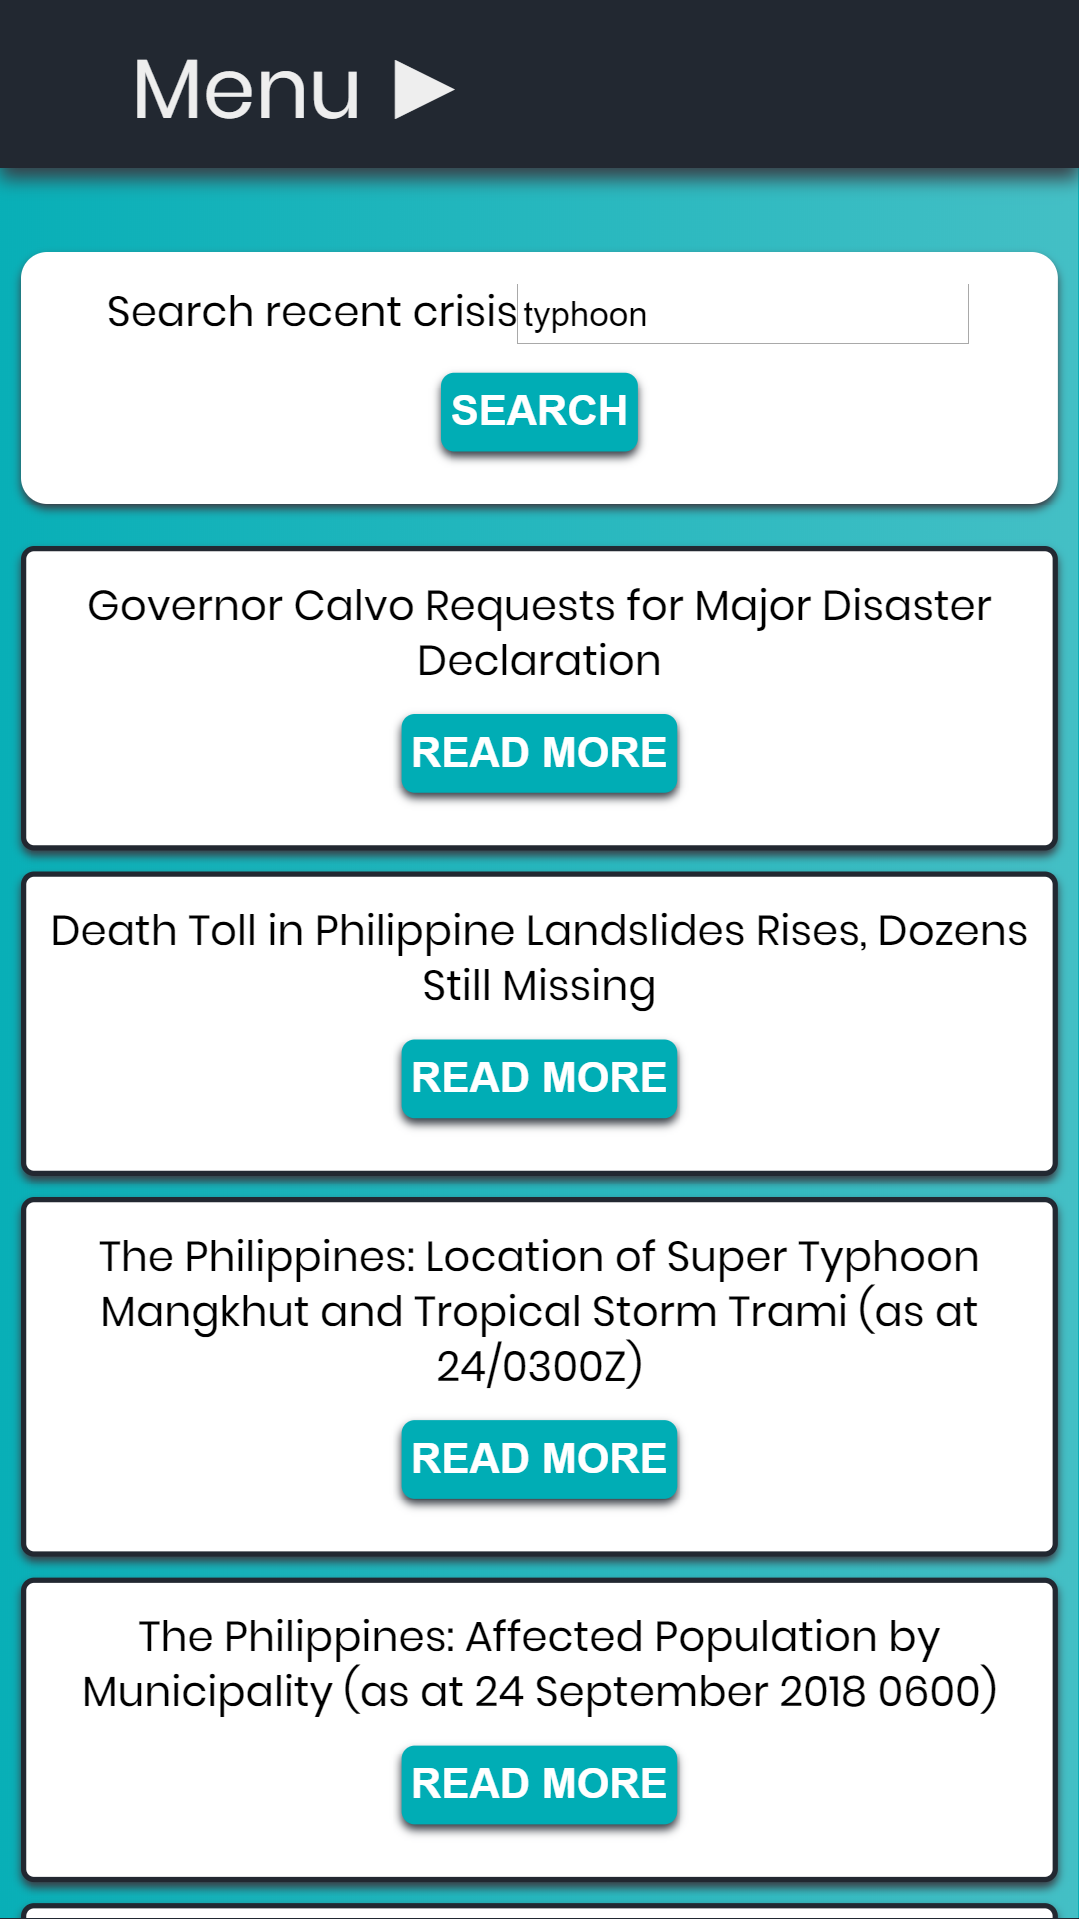 Menu ▶
Search recent crisis typhoon
SEARCH
Governor Calvo Requests for Major Disaster
Declaration
READ MORE
Death Toll in Philippine Landslides Rises, Dozens
Still Missing
READ MORE
The Philippines: Location of Super Typhoon
Mangkhut and Tropical Storm Trami (as at
24/0300Z)
READ MORE
The Philippines: Affected Population by
Municipality (as at 24 September 2018 0600)
READ MORE